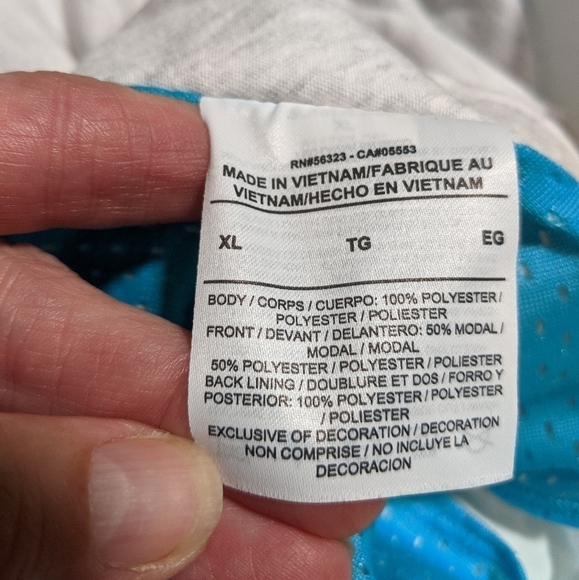 RN#56323 - CA#05553
MADE IN VIETNAM/FABRIQUE AU
VIETNAM/HECHO EN VIETNAM
XL TG EG
BODY / CORPS / CUERPO: 100% POLYESTER /
POLYESTER / POLIESTER
FRONT / DEVANT / DELANTERO: 50% MODAL /
MODAL / MODAL
50% POLYESTER / POLYESTER / POLIESTER
BACK LINING / DOUBLURE ET DOS / FORRO Y
POSTERIOR: 100% POLYESTER / POLYESTER
/ POLIESTER
EXCLUSIVE OF DECORATION / DECORATION
NON COMPRISE / NO INCLUYE LA
DECORACION